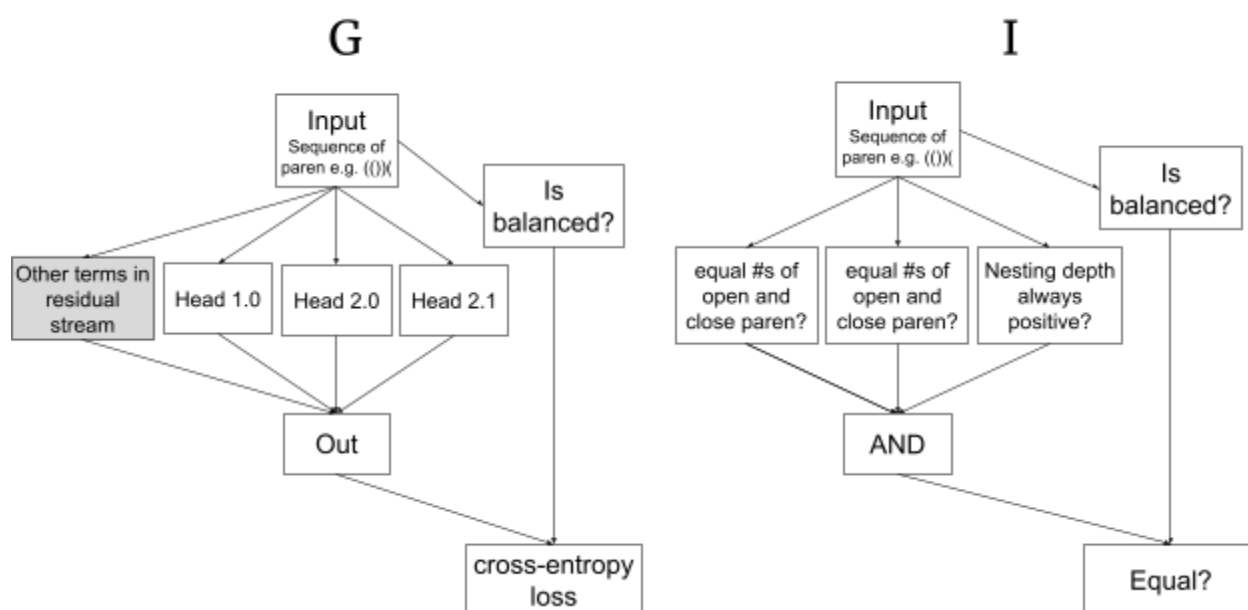 G
Input
Sequence of
paren e.g. (())(
Is
balanced?
Other terms in
residual
stream
Head 1.0
Head 2.0
Head 2.1
Out
cross-entropy
loss
I
Input
Sequence of
paren e.g. (())(
Is
balanced?
equal #s of
open and
close paren?
equal #s of
open and
close paren?
Nesting depth
always
positive?
AND
Equal?